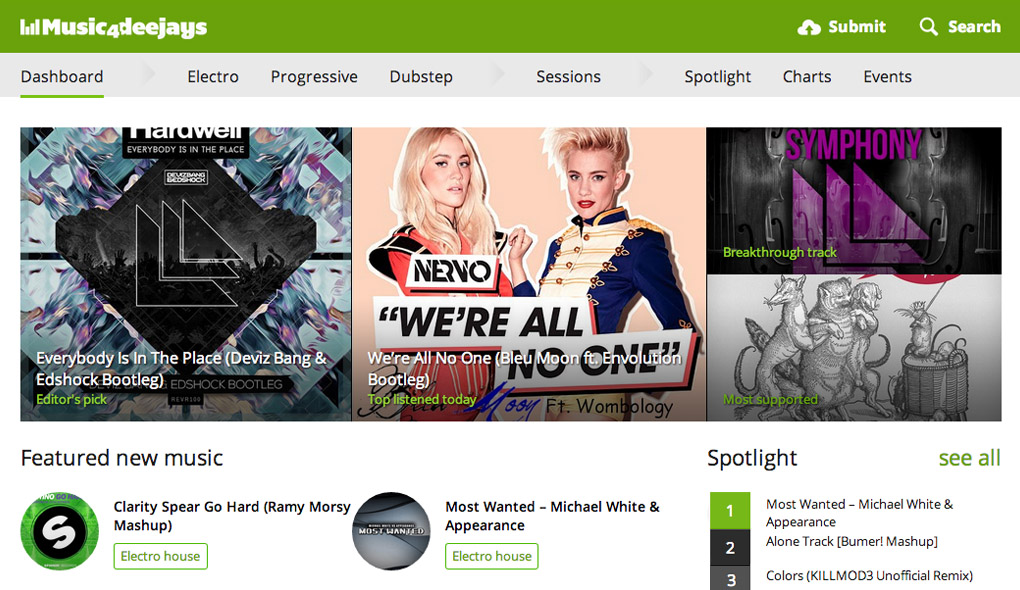 Music4deejays
Submit
Search
Dashboard
Electro
Progressive
Dubstep
Sessions
Spotlight
Charts
Events
Hardwell
EVERYBODY IS IN THE PLACE
DEVIZ BANG
& EDSHOCK
Everybody Is In The Place (Deviz Bang &
Edshock Bootleg)
EDSHOCK BOOTLEG
Editor's pick
REVR100
NERVO
"WE'RE ALL
NO ONE"
We're All No One (Bleu Moon ft. Envolution
Bootleg)
Top listened today
Moon Ft. Wombology
SYMPHONY
Breakthrough track
Most supported
Featured new music
Clarity Spear Go Hard (Ramy Morsy
Mashup)
Electro house
MOST WANTED
Most Wanted – Michael White &
Appearance
Electro house
Spotlight
see all
1
Most Wanted – Michael White &
Appearance
2
Alone Track [Bumer! Mashup]
3
Colors (KILLMOD3 Unofficial Remix)